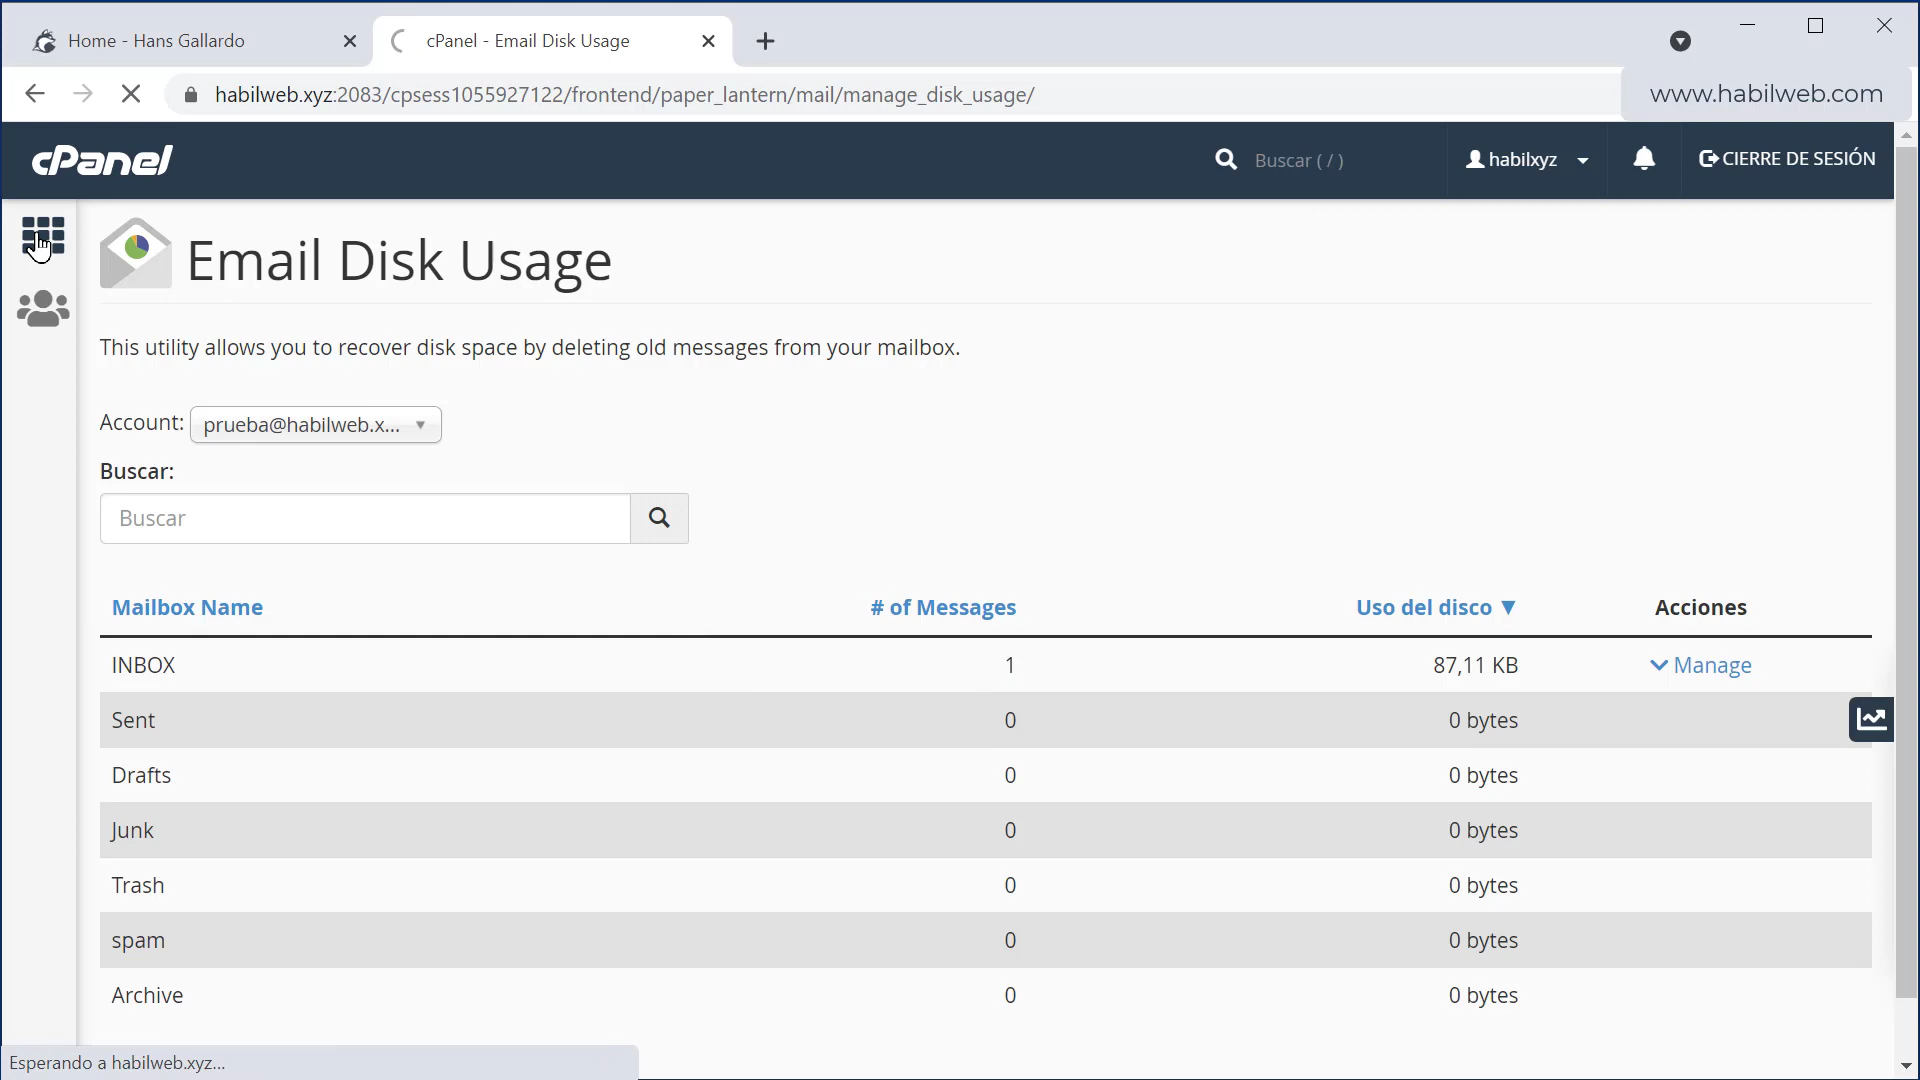 Home - Hans Gallardo
cPanel - Email Disk Usage
habilweb.xyz:2083/cpsess1055927122/frontend/paper_lantern/mail/manage_disk_usage/
www.habilweb.com
cPanel
Buscar ( / )
habilxyz
CIERRE DE SESIÓN
Email Disk Usage
This utility allows you to recover disk space by deleting old messages from your mailbox.
Account: prueba@habilweb.x...
Buscar:
Buscar
Mailbox Name # of Messages Uso del disco ▼ Acciones
INBOX 1 87,11 KB Manage
Sent 0 0 bytes
Drafts 0 0 bytes
Junk 0 0 bytes
Trash 0 0 bytes
spam 0 0 bytes
Archive 0 0 bytes
Esperando a habilweb.xyz...